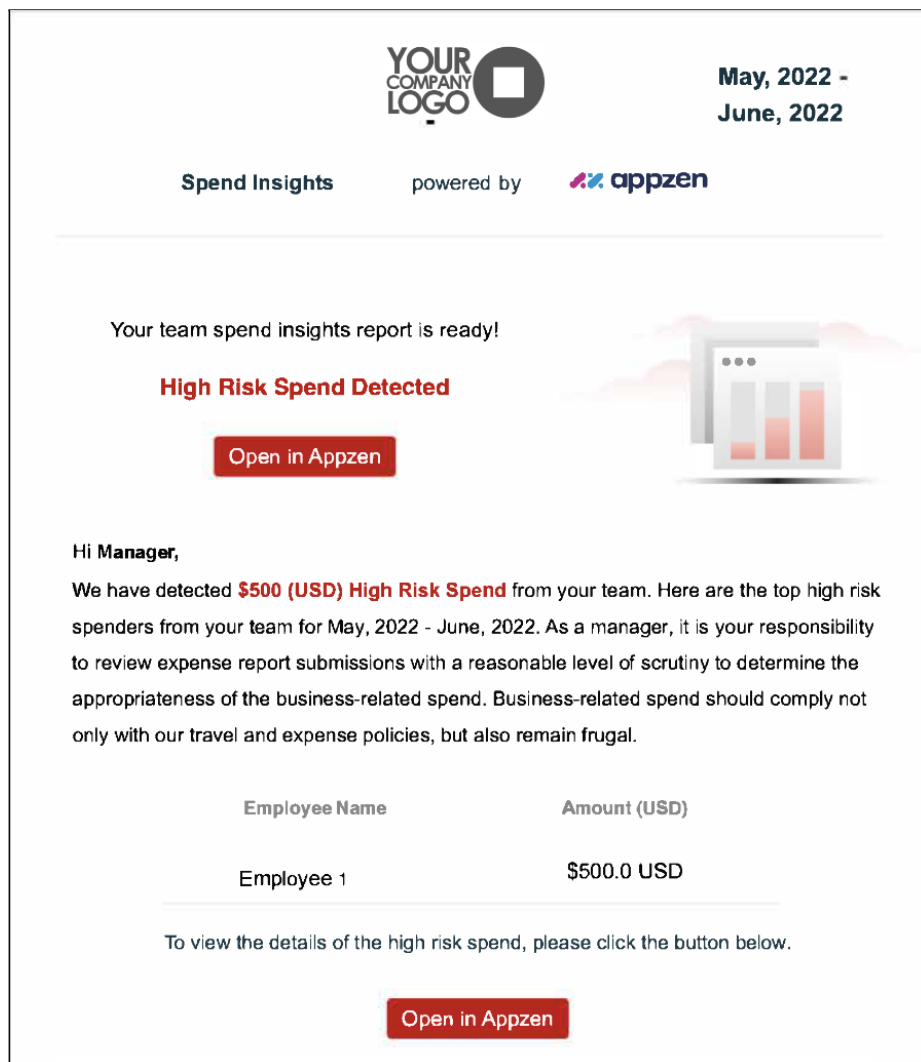 YOUR
COMPANY
LOGO
May, 2022 -
June, 2022
Spend Insights powered by appzen
Your team spend insights report is ready!
High Risk Spend Detected
Open in Appzen
Hi Manager,
We have detected $500 (USD) High Risk Spend from your team. Here are the top high risk
spenders from your team for May, 2022 - June, 2022. As a manager, it is your responsibility
to review expense report submissions with a reasonable level of scrutiny to determine the
appropriateness of the business-related spend. Business-related spend should comply not
only with our travel and expense policies, but also remain frugal.
Employee Name Amount (USD)
Employee 1 $500.0 USD
To view the details of the high risk spend, please click the button below.
Open in Appzen